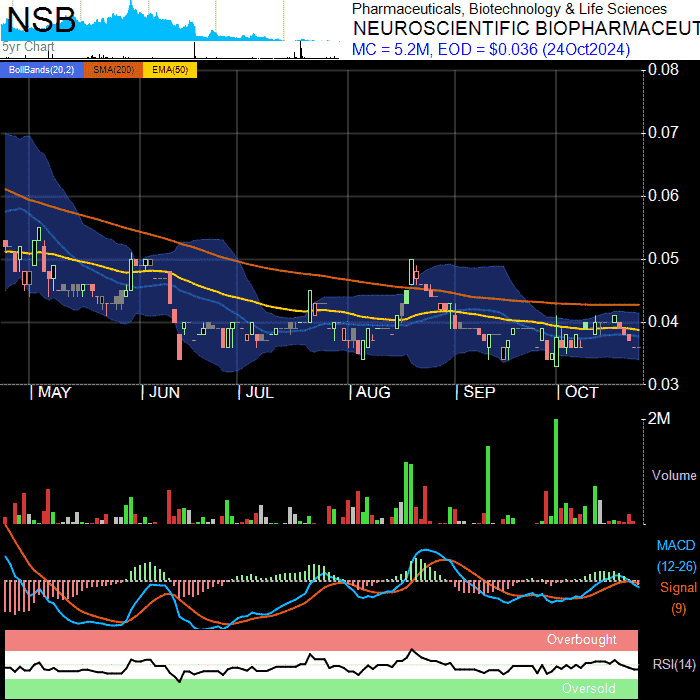 NSB
5yr Chart
Pharmaceuticals, Biotechnology & Life Sciences
NEUROSCIENTIFIC BIOPHARMACEUT
MC = 5.2M, EOD = $0.036 (24Oct2024)
BollBands(20,2) SMA(200) EMA(50)
0.08
0.07
0.06
0.05
0.04
0.03
MAY JUN JUL AUG SEP OCT
2M
Volume
MACD
(12-26)
Signal
(9)
Overbought
RSI(14)
Oversold